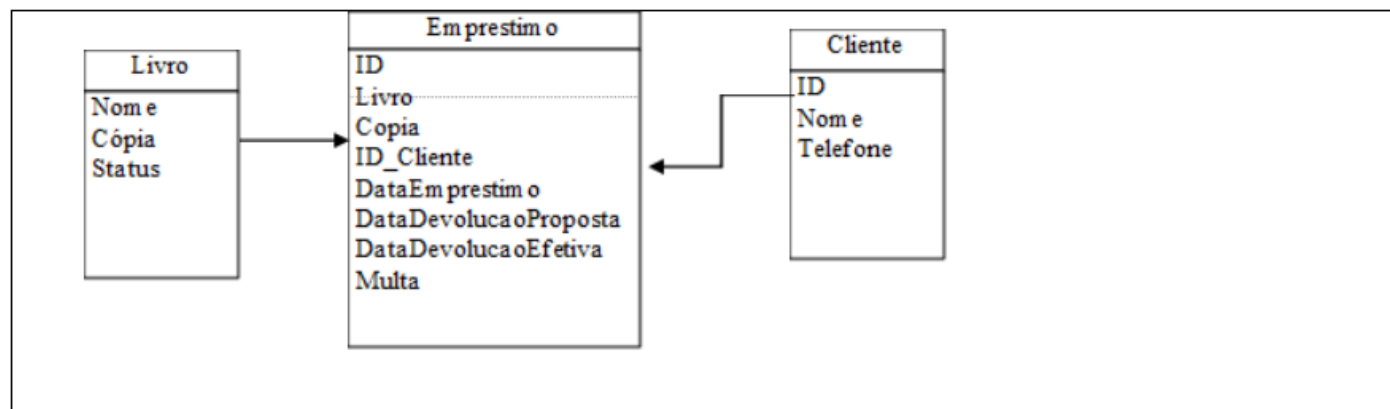 Livro
Nome
Cópia
Status
Emprestimo
ID
Livro
Copia
ID_Cliente
DataEmprestimo
DataDevolucaoProposta
DataDevolucaoEfetiva
Multa
Cliente
ID
Nome
Telefone